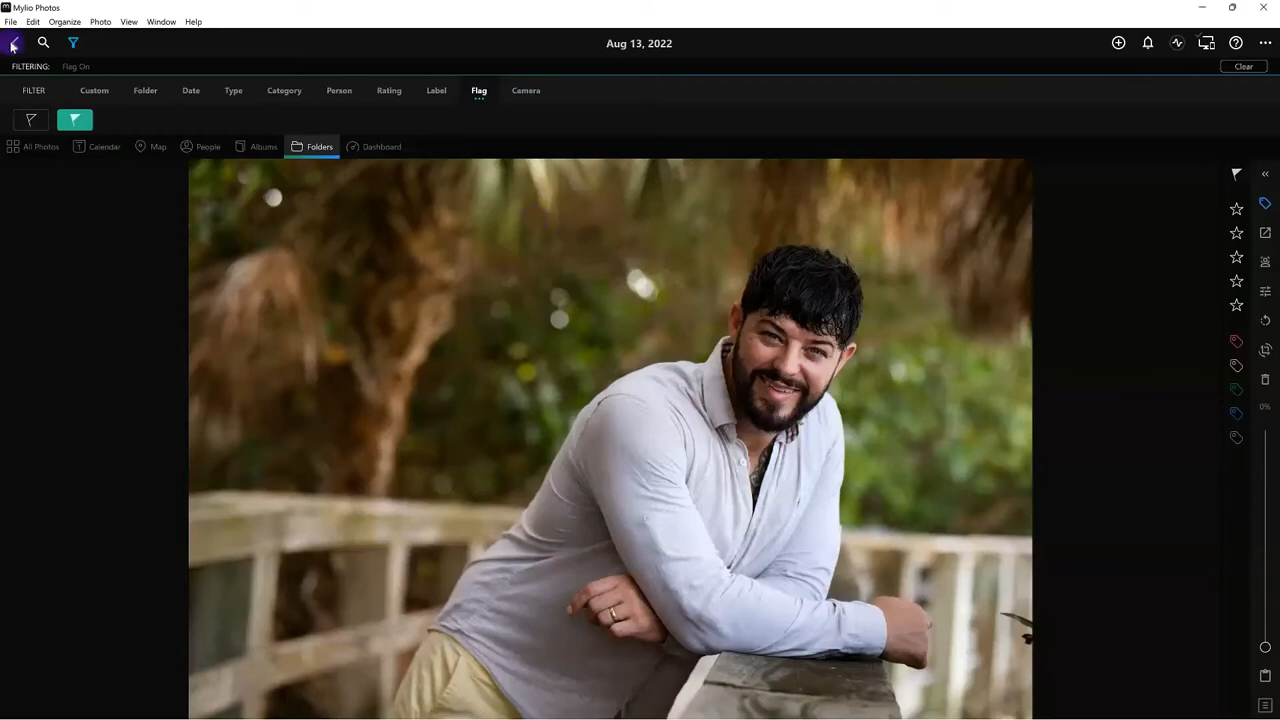 Mylio Photos
File Edit Organize Photo View Window Help
Aug 13, 2022
FILTERING: Flag On Clear
FILTER Custom Folder Date Type Category Person Rating Label Flag Camera
All Photos Calendar Map People Albums Folders Dashboard
0%